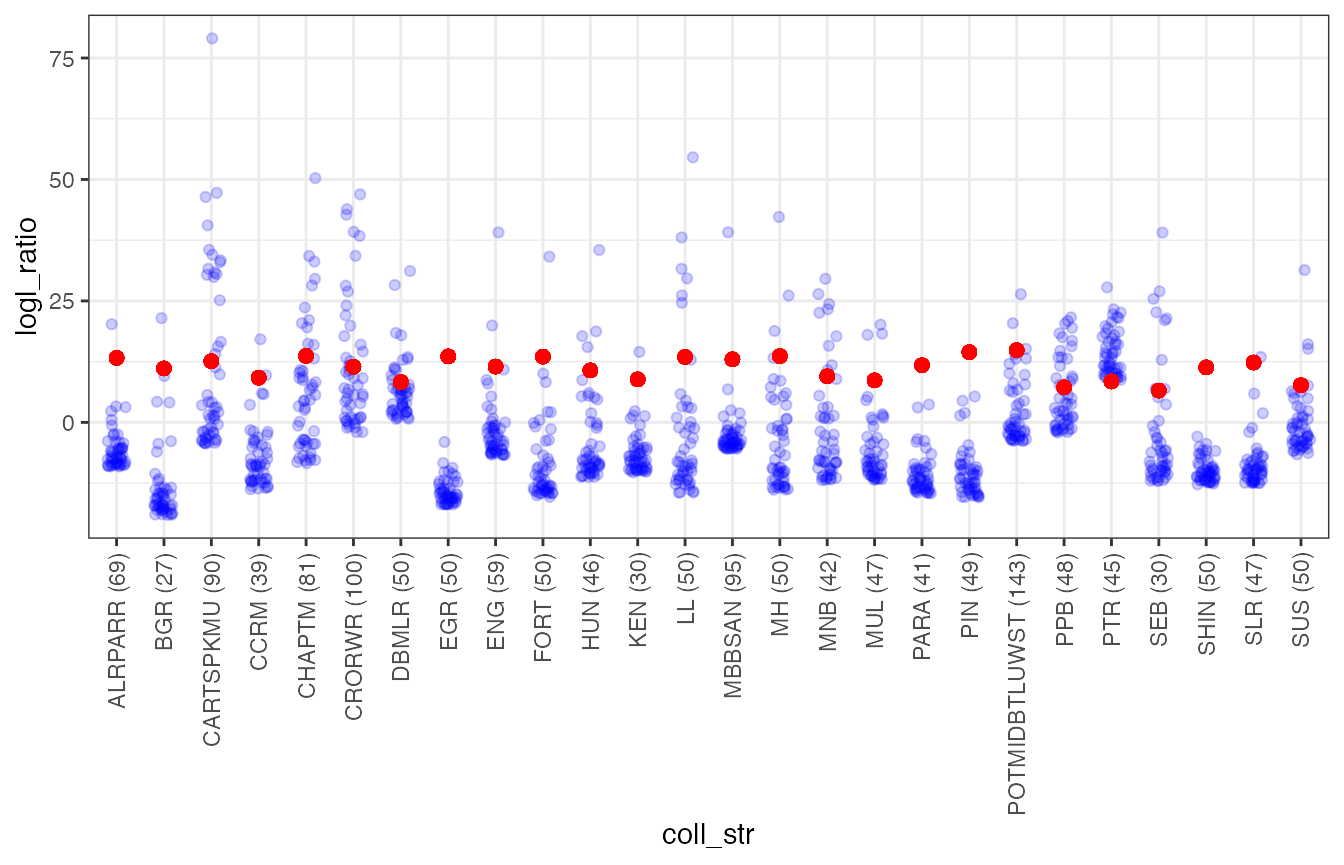 75
50
25
0
logl_ratio
ALRPARR (69)
BGR (27)
CARTSPKMU (90)
CCRM (39)
CHAPTM (81)
CRORWR (100)
DBMLR (50)
EGR (50)
ENG (59)
FORT (50)
HUN (46)
KEN (30)
LL (50)
MBBSAN (95)
MH (50)
MNB (42)
MUL (47)
PARA (41)
PIN (49)
POTMIDBTLUWST (143)
PPB (48)
PTR (45)
SEB (30)
SHIN (50)
SLR (47)
SUS (50)
coll_str